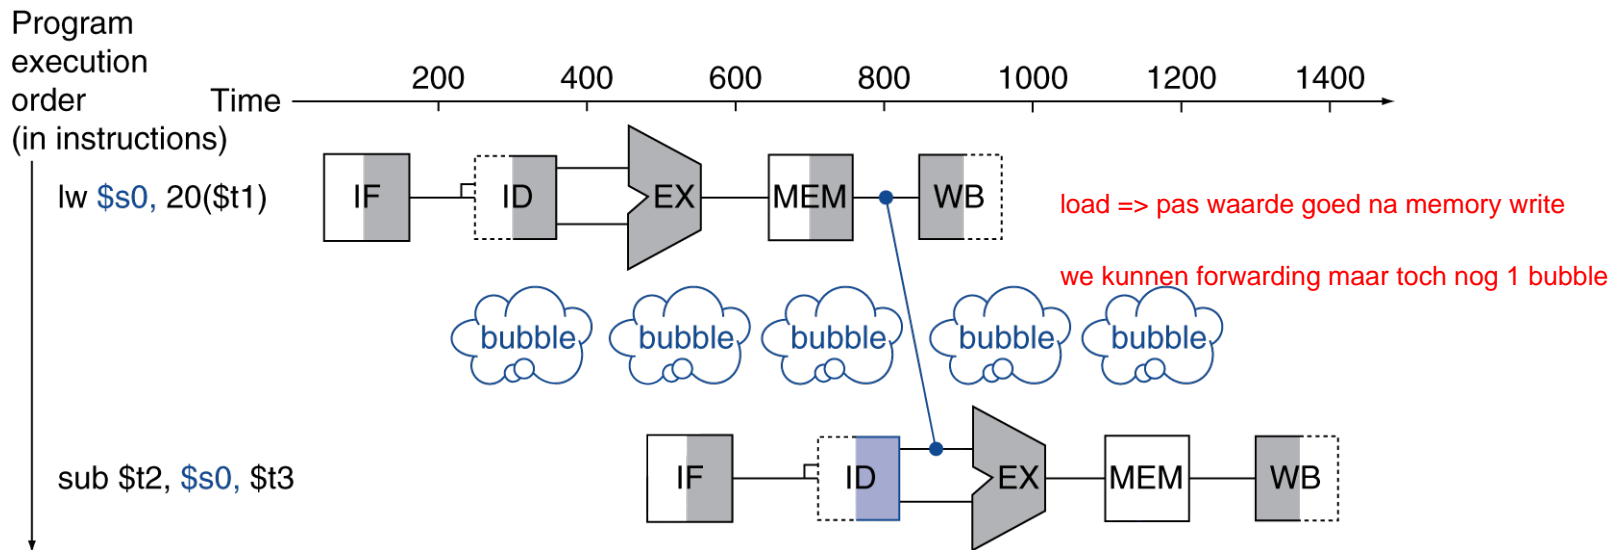 Program
execution
order
(in instructions)
Time
200 400 600 800 1000 1200 1400
lw $s0, 20($t1)
IF ID EX MEM WB
load => pas waarde goed na memory write
we kunnen forwarding maar toch nog 1 bubble
bubble bubble bubble bubble bubble
sub $t2, $s0, $t3
IF ID EX MEM WB